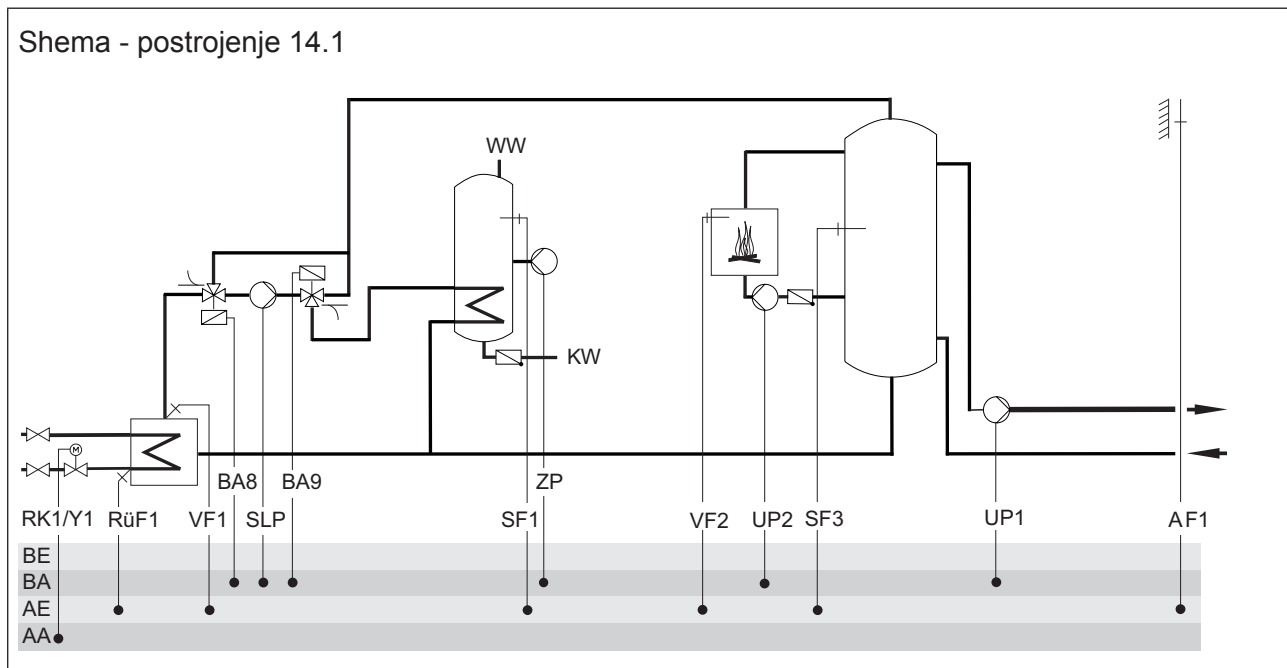 Shema - postrojenje 14.1
WW
KW
M
BA8
BA9
ZP
RK1/Y1
RüF1
VF1
SLP
SF1
VF2
UP2
SF3
UP1
AF1
BE
BA
AE
AA